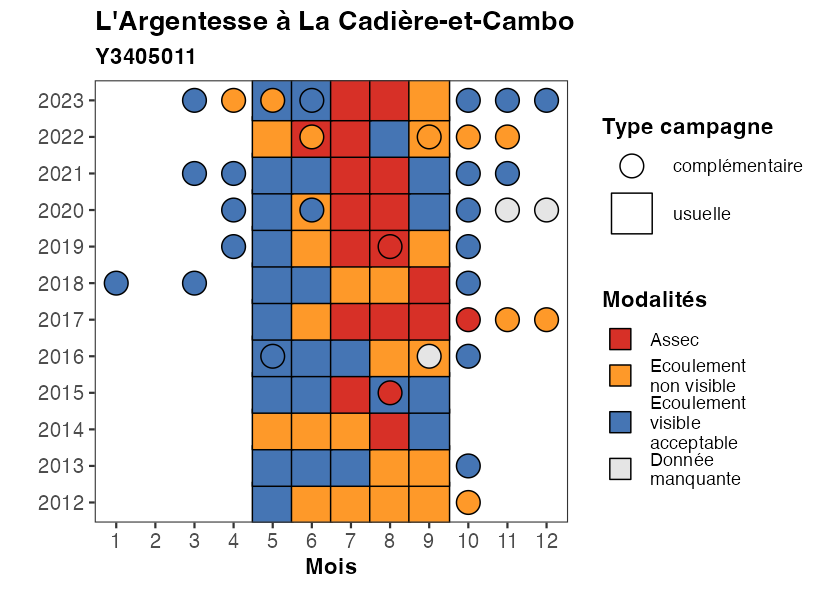 L'Argentesse à La Cadière-et-Cambo
Y3405011
2023
2022
2021
2020
2019
2018
2017
2016
2015
2014
2013
2012
1 2 3 4 5 6 7 8 9 10 11 12
Mois
Type campagne
complémentaire
usuelle
Modalités
Assec
Ecoulement
non visible
Ecoulement
visible
acceptable
Donnée
manquante